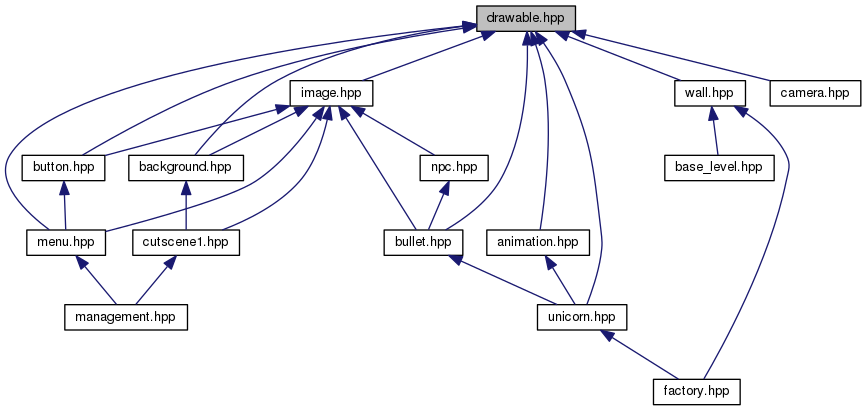 drawable.hpp
image.hpp
wall.hpp
camera.hpp
button.hpp
background.hpp
npc.hpp
base_level.hpp
menu.hpp
cutscene1.hpp
bullet.hpp
animation.hpp
management.hpp
unicorn.hpp
factory.hpp